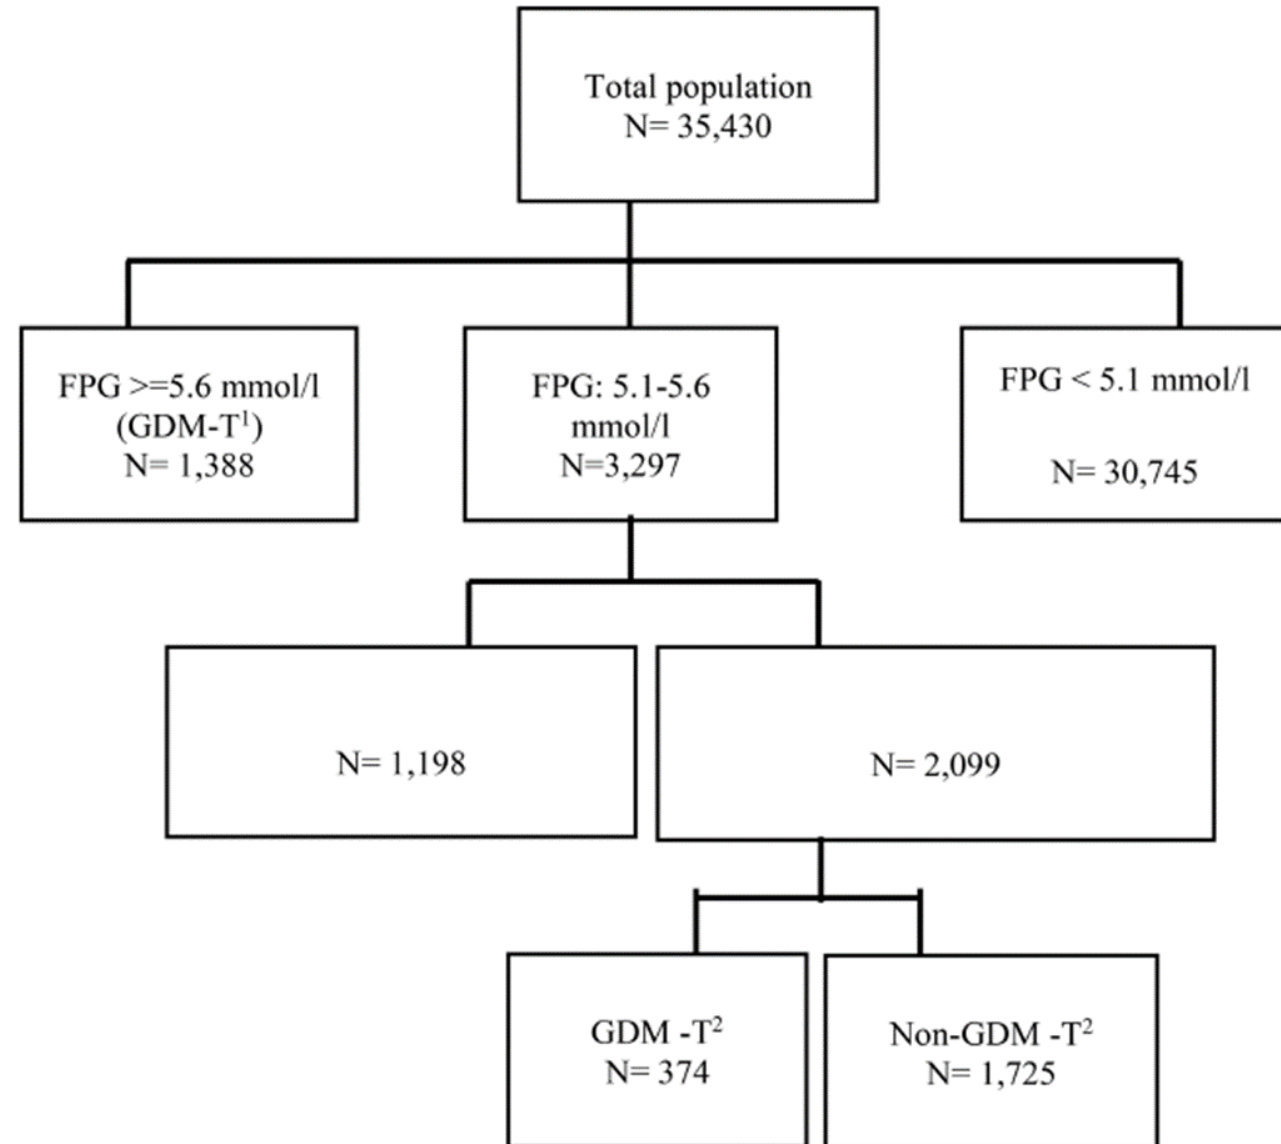 Total population
N= 35,430
FPG >=5.6 mmol/l
(GDM-T¹)
N= 1,388
FPG: 5.1-5.6
mmol/l
N=3,297
FPG < 5.1 mmol/l
N= 30,745
N= 1,198
N= 2,099
GDM -T²
N= 374
Non-GDM -T²
N= 1,725